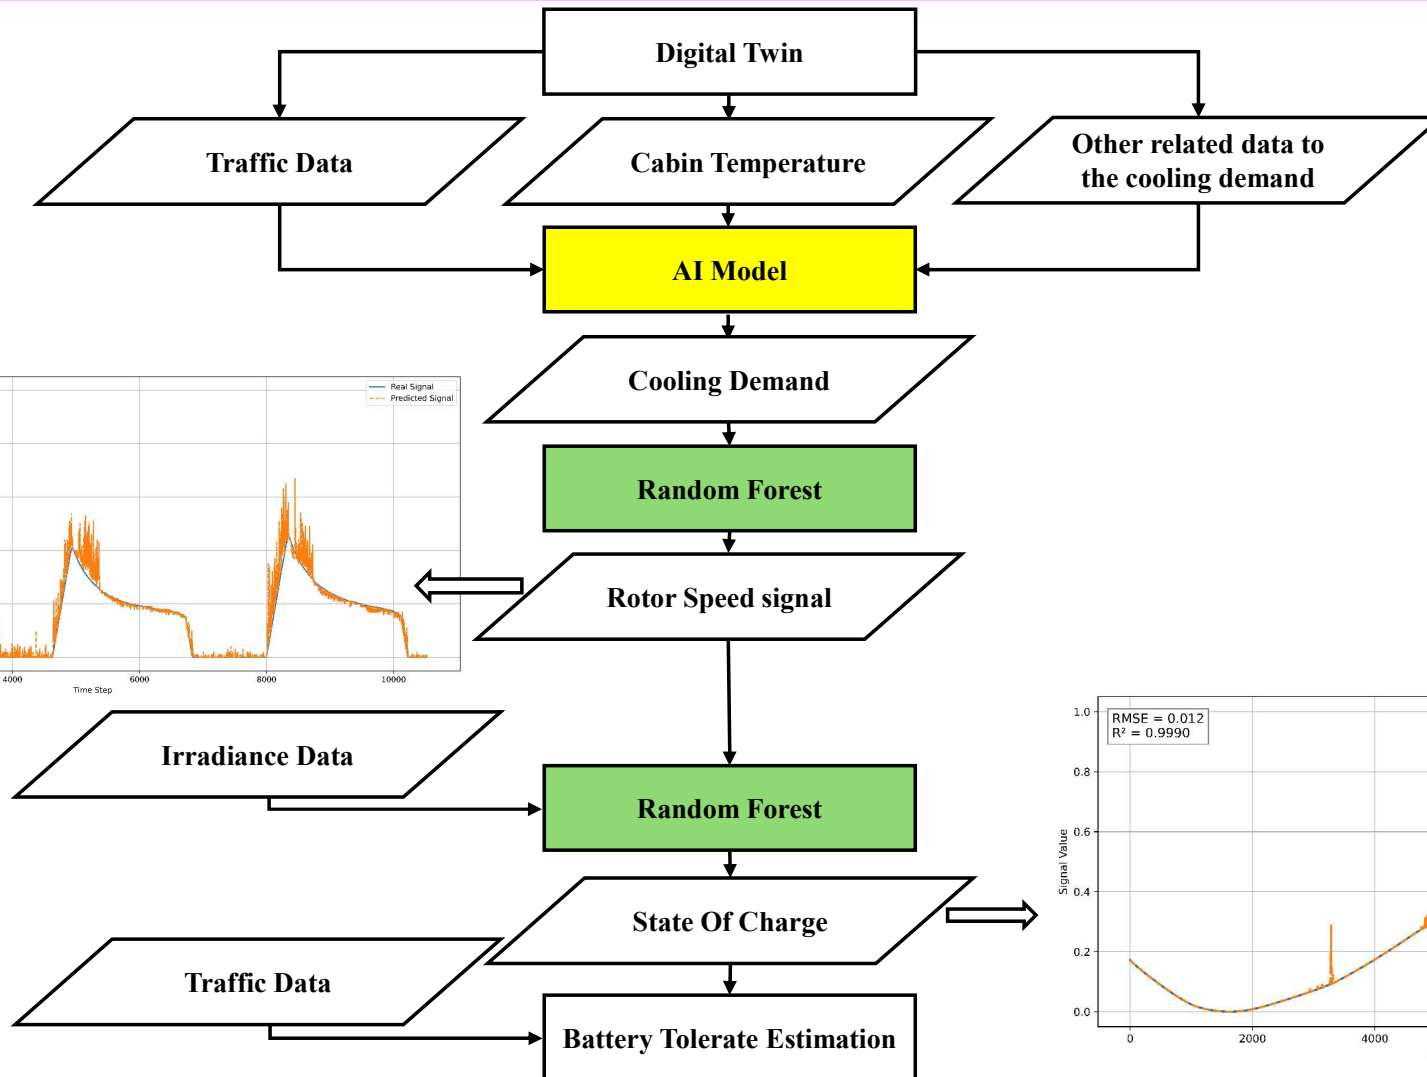 Digital Twin
Traffic Data
Cabin Temperature
Other related data to
the cooling demand
AI Model
Cooling Demand
Real Signal
Predicted Signal
Random Forest
Rotor Speed signal
4000
6000
8000
10000
Time Step
Irradiance Data
Random Forest
1.0
0.8
0.6
0.4
0.2
0.0
Signal Value
RMSE = 0.012
R² = 0.9990
0
2000
4000
State Of Charge
Traffic Data
Battery Tolerate Estimation